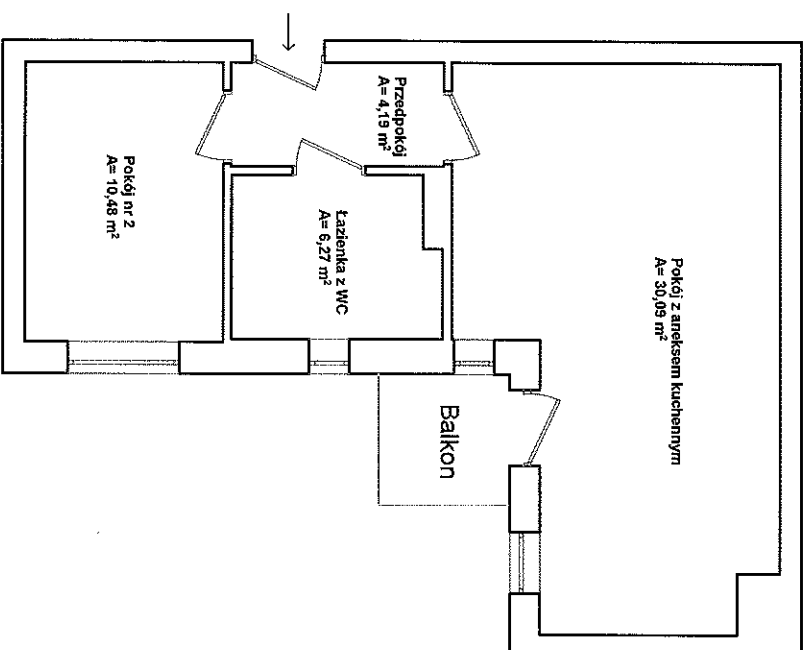 Przedpokój
A= 4,19 m²
Pokój nr 2
A= 10,48 m²
Łazienka z WC
A= 6,27 m²
Pokój z aneksem kuchennym
A= 30,09 m²
Balkon